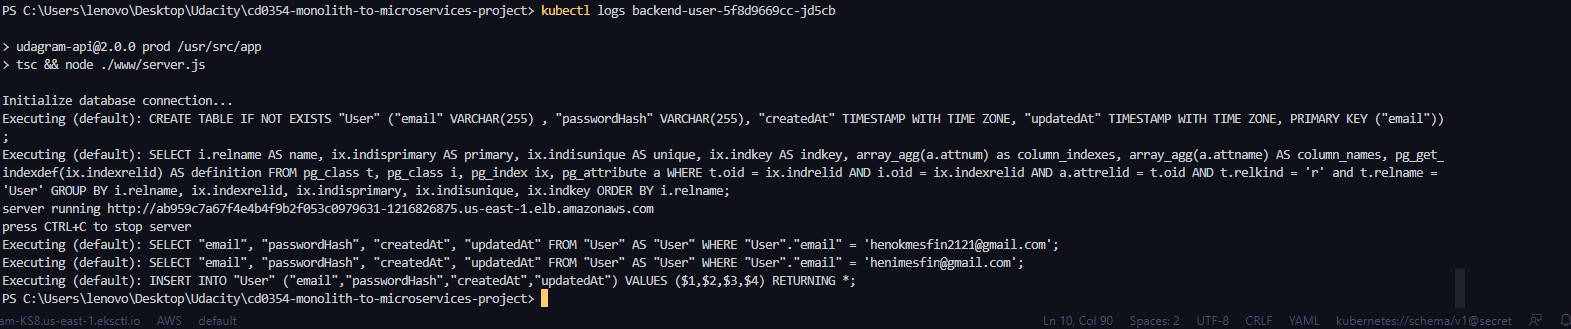 PS C:\Users\lenovo\Desktop\Udacity\cd0354-monolith-to-microservices-project> kubectl logs backend-user-5f8d9669cc-jd5cb
> udagram-api@2.0.0 prod /usr/src/app
> tsc && node ./www/server.js
Initialize database connection...
Executing (default): CREATE TABLE IF NOT EXISTS "User" ("email" VARCHAR(255) , "passwordHash" VARCHAR(255), "createdAt" TIMESTAMP WITH TIME ZONE, "updatedAt" TIMESTAMP WITH TIME ZONE, PRIMARY KEY ("email"))
;
Executing (default): SELECT i.relname AS name, ix.indisprimary AS primary, ix.indisunique AS unique, ix.indkey AS indkey, array_agg(a.attnum) as column_indexes, array_agg(a.attname) AS column_names, pg_get_
indexdef(ix.indexrelid) AS definition FROM pg_class t, pg_class i, pg_index ix, pg_attribute a WHERE t.oid = ix.indrelid AND i.oid = ix.indexrelid AND a.attrelid = t.oid AND t.relkind = 'r' and t.relname =
'User' GROUP BY i.relname, ix.indexrelid, ix.indisprimary, ix.indisunique, ix.indkey ORDER BY i.relname;
server running http://ab959c7a67f4e4b4f9b2f053c0979631-1216826875.us-east-1.elb.amazonaws.com
press CTRL+C to stop server
Executing (default): SELECT "email", "passwordHash", "createdAt", "updatedAt" FROM "User" AS "User" WHERE "User"."email" = 'henokmesfin2121@gmail.com';
Executing (default): SELECT "email", "passwordHash", "createdAt", "updatedAt" FROM "User" AS "User" WHERE "User"."email" = 'henimesfin@gmail.com';
Executing (default): INSERT INTO "User" ("email","passwordHash","createdAt","updatedAt") VALUES ($1,$2,$3,$4) RETURNING *;
PS C:\Users\lenovo\Desktop\Udacity\cd0354-monolith-to-microservices-project>
am-KS8.us-east-1.eksctl.io AWS default Ln 10, Col 90 Spaces: 2 UTF-8 CRLF YAML kubernetes://schema/v1@secret